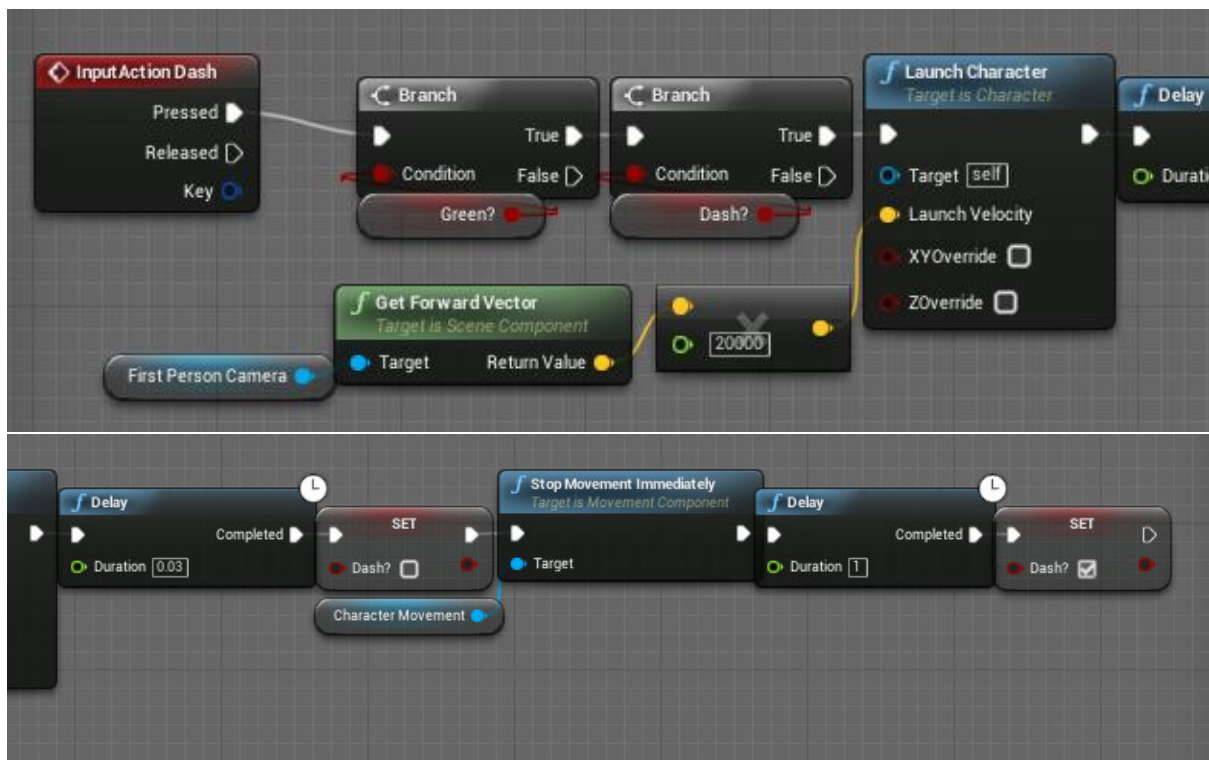 InputAction Dash
Pressed
Released
Key
Branch
True
Condition
False
Green?
Branch
True
Condition
False
Dash?
Launch Character
Target is Character
Target self
Launch Velocity
XYOverride
ZOverride
Delay
Durati
Get Forward Vector
Target is Scene Component
Target
Return Value
First Person Camera
20000
Delay
Completed
Duration 0.03
SET
Dash?
Character Movement
Stop Movement Immediately
Target is Movement Component
Target
Delay
Completed
Duration 1
SET
Dash?